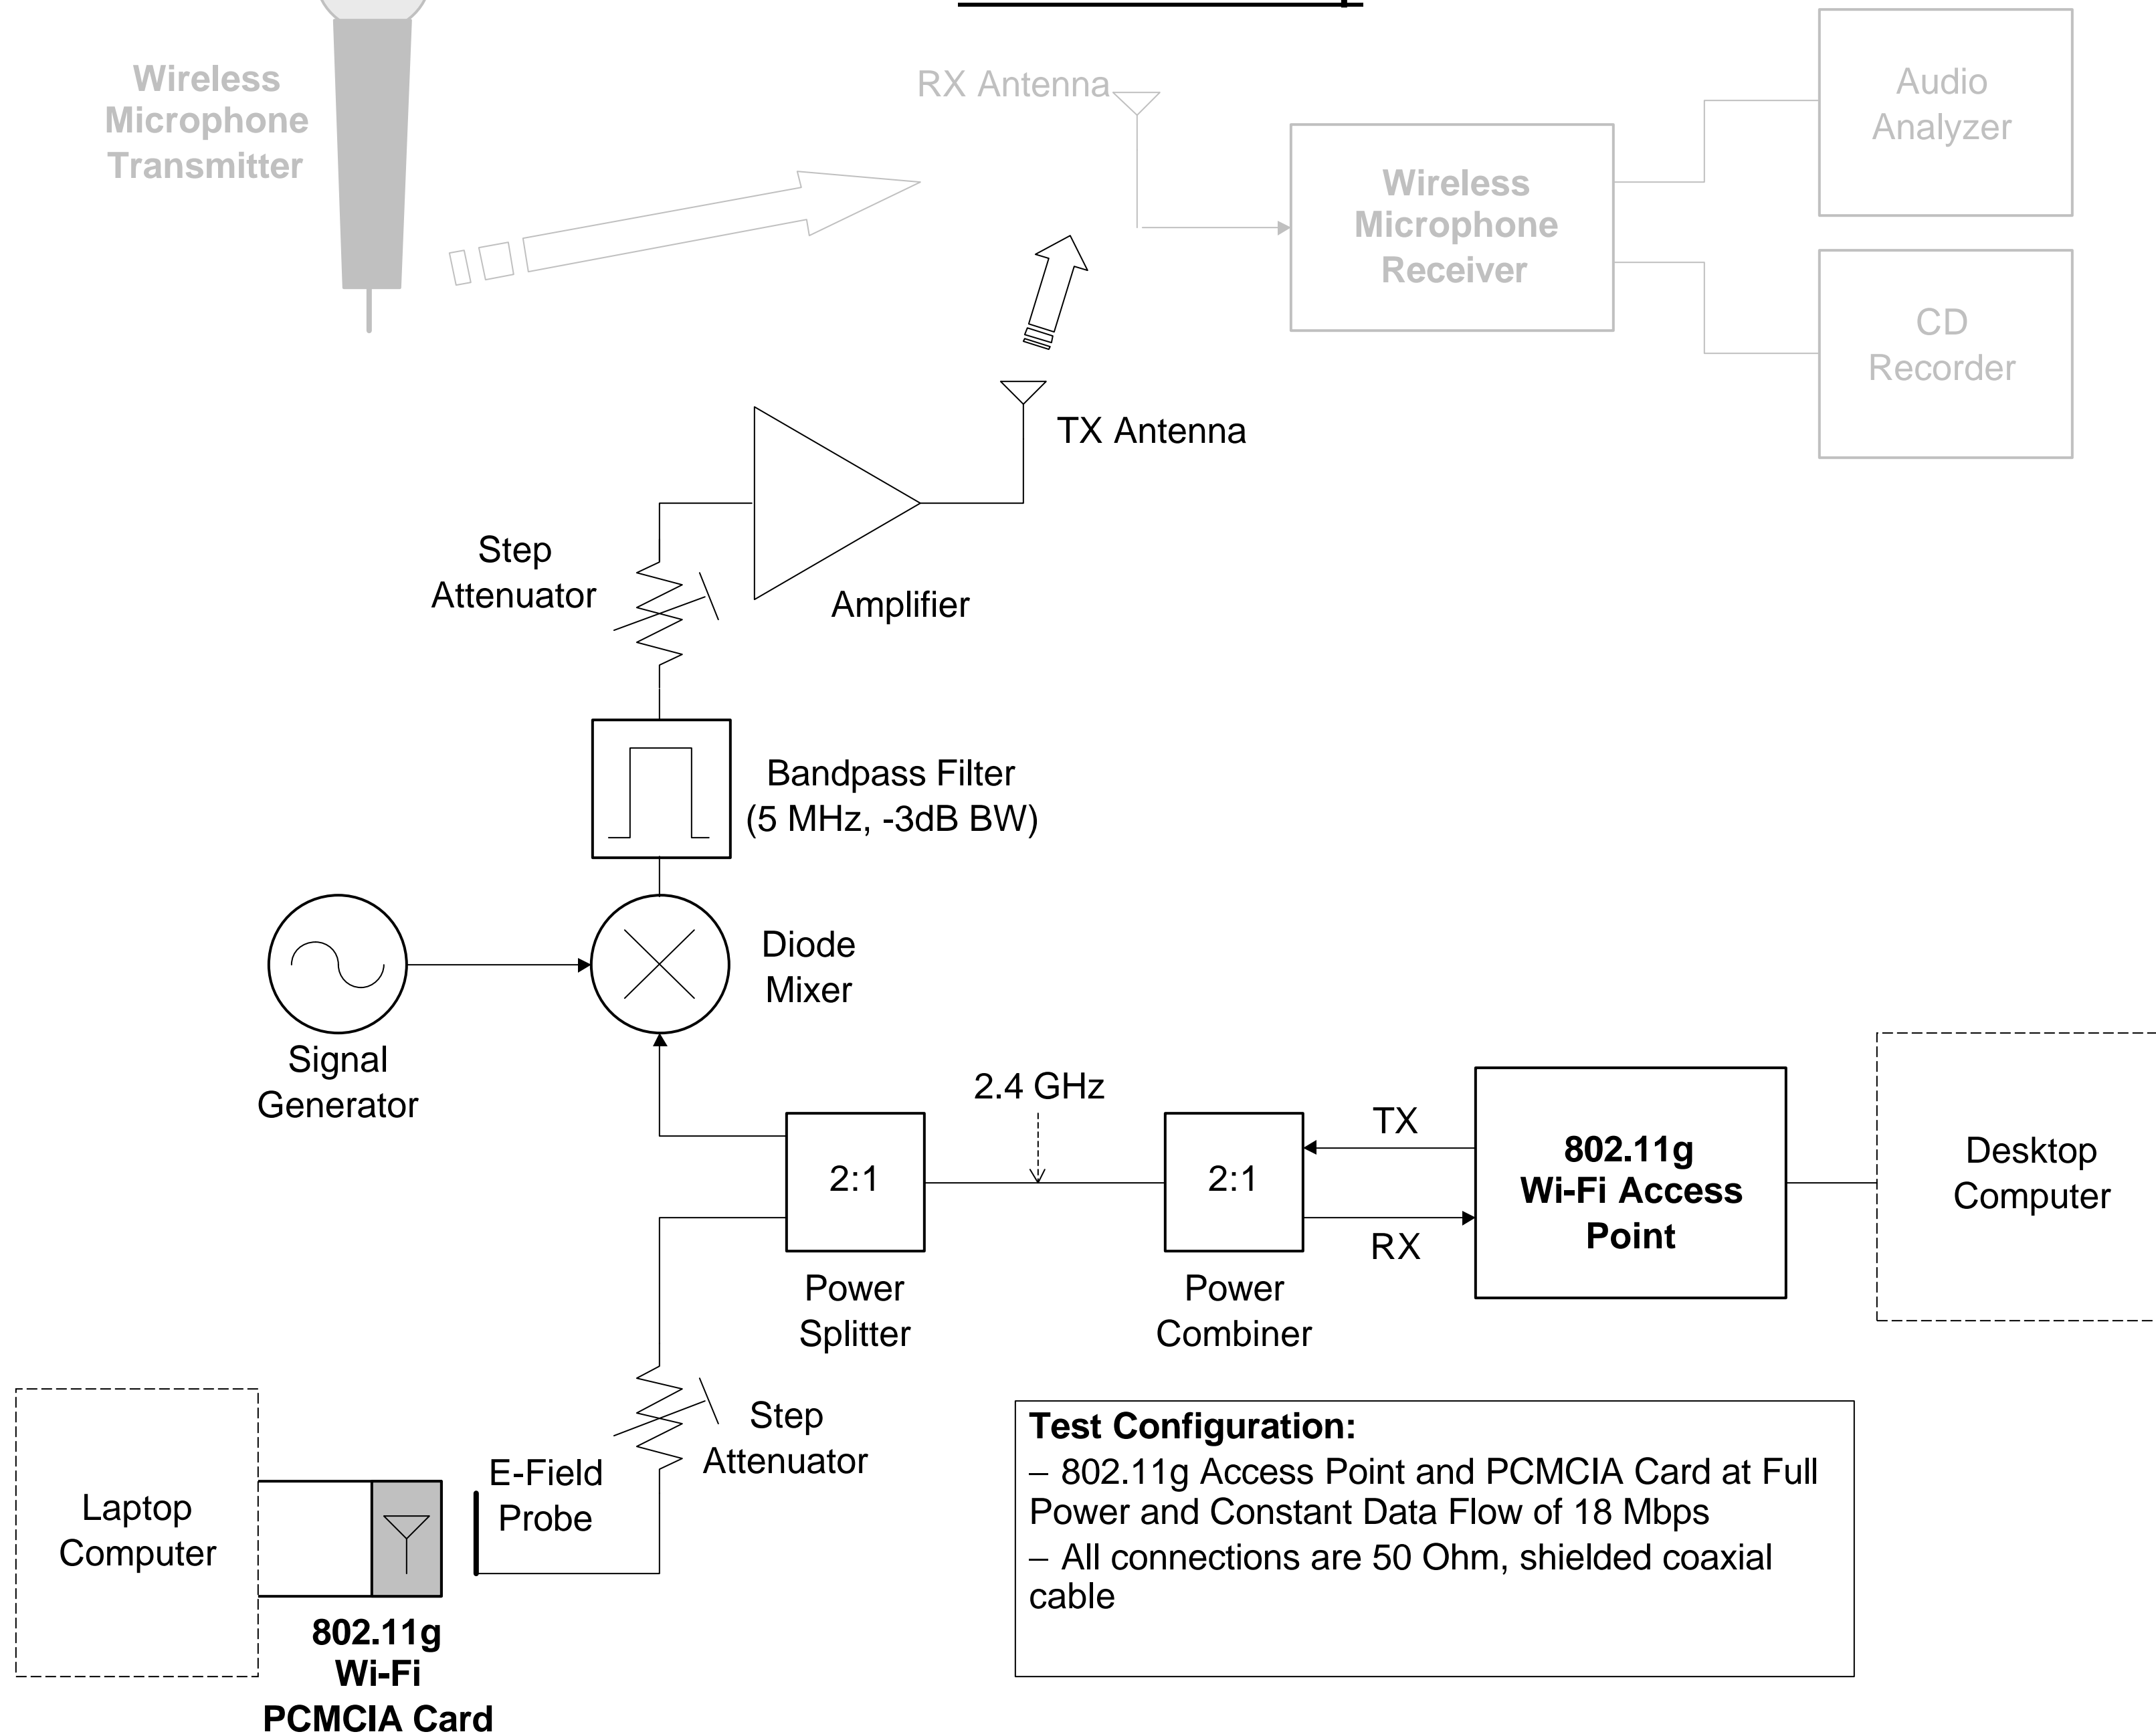 Wireless
Microphone
Transmitter
RX Antenna
Wireless
Microphone
Receiver
Audio
Analyzer
CD
Recorder
TX Antenna
Step
Attenuator
Amplifier
Bandpass Filter
(5 MHz, -3dB BW)
Diode
Mixer
Signal
Generator
2.4 GHz
2:1
Power
Splitter
2:1
Power
Combiner
TX
RX
802.11g
Wi-Fi Access
Point
Desktop
Computer
Step
Attenuator
E-Field
Probe
Laptop
Computer
802.11g
Wi-Fi
PCMCIA Card
Test Configuration:
– 802.11g Access Point and PCMCIA Card at Full
Power and Constant Data Flow of 18 Mbps
– All connections are 50 Ohm, shielded coaxial
cable